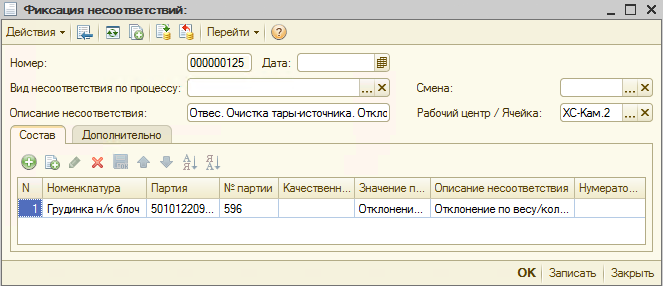 Фиксация несоответствий:
Действия Перейти
Номер: 000000125 Дата:
Вид несоответствия по процессу: ... Смена: ...
Описание несоответствия: Отвес. Очистка тары-источника. Откло Рабочий центр / Ячейка: ХС-Кам.2 ...
Состав Дополнительно
N Номенклатура Партия № партии Качественн... Значение п... Описание несоответствия Нумерато...
1 Грудинка н/к блоч 501012209... 596 Отклонени... Отклонение по весу/кол...
ОК Записать Закрыть